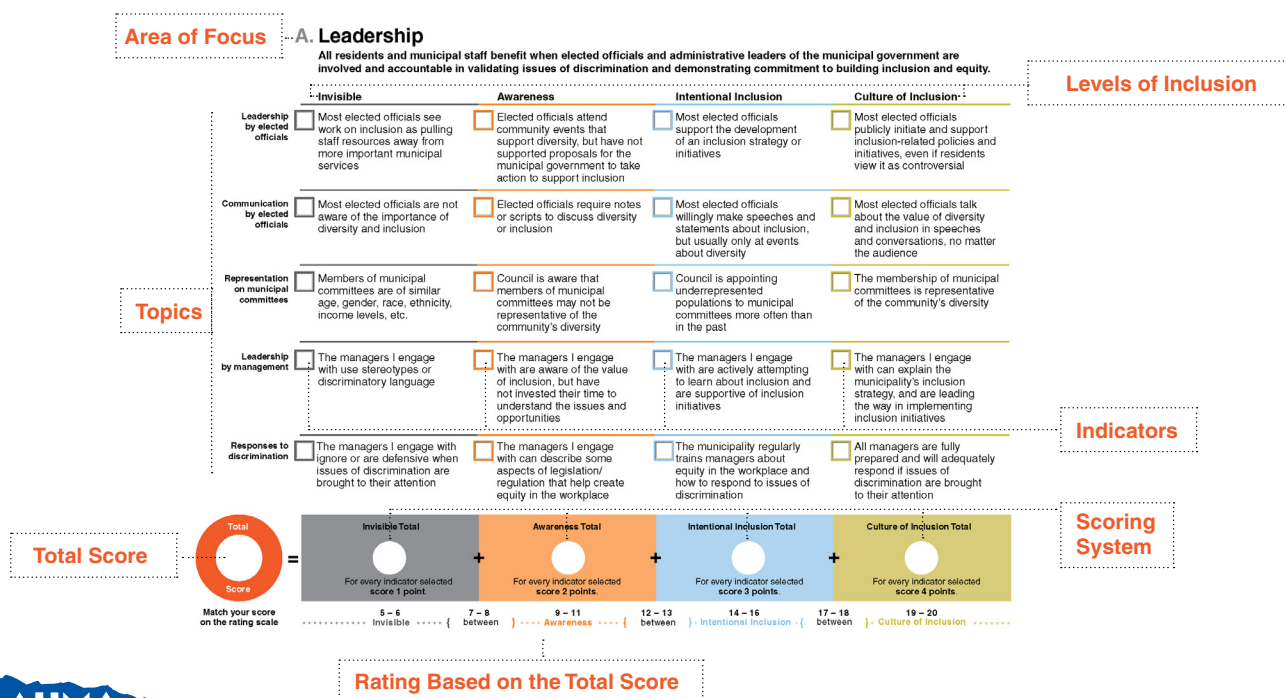 Area of Focus
A. Leadership
All residents and municipal staff benefit when elected officials and administrative leaders of the municipal government are
involved and accountable in validating issues of discrimination and demonstrating commitment to building inclusion and equity.
Levels of Inclusion
Invisible
Awareness
Intentional Inclusion
Culture of Inclusion
Topics
Leadership
by elected
officials
Most elected officials see
work on inclusion as pulling
staff resources away from
more important municipal
services
Elected officials attend
community events that
support diversity, but have not
supported proposals for the
municipal government to take
action to support inclusion
Most elected officials
support the development
of an inclusion strategy or
initiatives
Most elected officials
publicly initiate and support
inclusion-related policies and
initiatives, even if residents
view it as controversial
Communication
by elected
officials
Most elected officials are not
aware of the importance of
diversity and inclusion
Elected officials require notes
or scripts to discuss diversity
or inclusion
Most elected officials
willingly make speeches and
statements about inclusion,
but usually only at events
about diversity
Most elected officials talk
about the value of diversity
and inclusion in speeches
and conversations, no matter
the audience
Representation
on municipal
committees
Members of municipal
committees are of similar
age, gender, race, ethnicity,
income levels, etc.
Council is aware that
members of municipal
committees may not be
representative of the
community's diversity
Council is appointing
underrepresented
populations to municipal
committees more often than
in the past
The membership of municipal
committees is representative
of the community's diversity
Leadership
by management
The managers I engage
with use stereotypes or
discriminatory language
The managers I engage
with are aware of the value
of inclusion, but have
not invested their time to
understand the issues and
opportunities
The managers I engage
with are actively attempting
to learn about inclusion and
are supportive of inclusion
initiatives
The managers I engage
with can explain the
municipality's inclusion
strategy, and are leading
the way in implementing
inclusion initiatives
Indicators
Responses to
discrimination
The managers I engage with
ignore or are defensive when
issues of discrimination are
brought to their attention
The managers I engage
with can describe some
aspects of legislation/
regulation that help create
equity in the workplace
The municipality regularly
trains managers about
equity in the workplace and
how to respond to issues of
discrimination
All managers are fully
prepared and will adequately
respond if issues of
discrimination are brought
to their attention
Scoring
System
Total Score
Total
Score
=
Invisible Total
For every indicator selected
score 1 point.
+
Awareness Total
For every indicator selected
score 2 points.
+
Intentional Inclusion Total
For every indicator selected
score 3 points.
+
Culture of Inclusion Total
For every indicator selected
score 4 points.
Match your score
on the rating scale
5 – 6
Invisible
7 – 8
between
9 – 11
Awareness
12 – 13
between
14 – 16
Intentional Inclusion
17 – 18
between
19 – 20
Culture of Inclusion
Rating Based on the Total Score